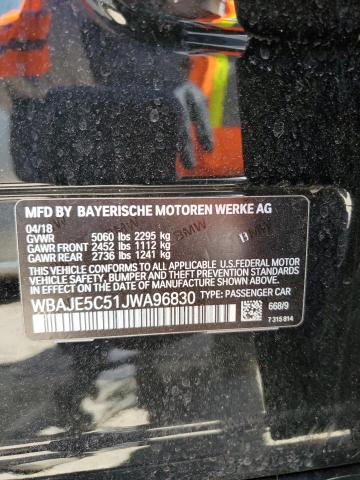 MFD BY BAYERISCHE MOTOREN WERKE AG
04/18
GVWR 5060 lbs 2295 kg
GAWR FRONT 2452 lbs 1112 kg
GAWR REAR 2736 lbs 1241 kg
THIS VEHICLE CONFORMS TO ALL APPLICABLE U.S.FEDERAL MOTOR
VEHICLE SAFETY, BUMPER, AND THEFT PREVENTION STANDARDS
IN EFFECT ON THE DATE OF MANUFACTURE SHOWN ABOVE.
WBAJE5C51JWA96830 TYPE: PASSENGER CAR
668/9
7 315 814